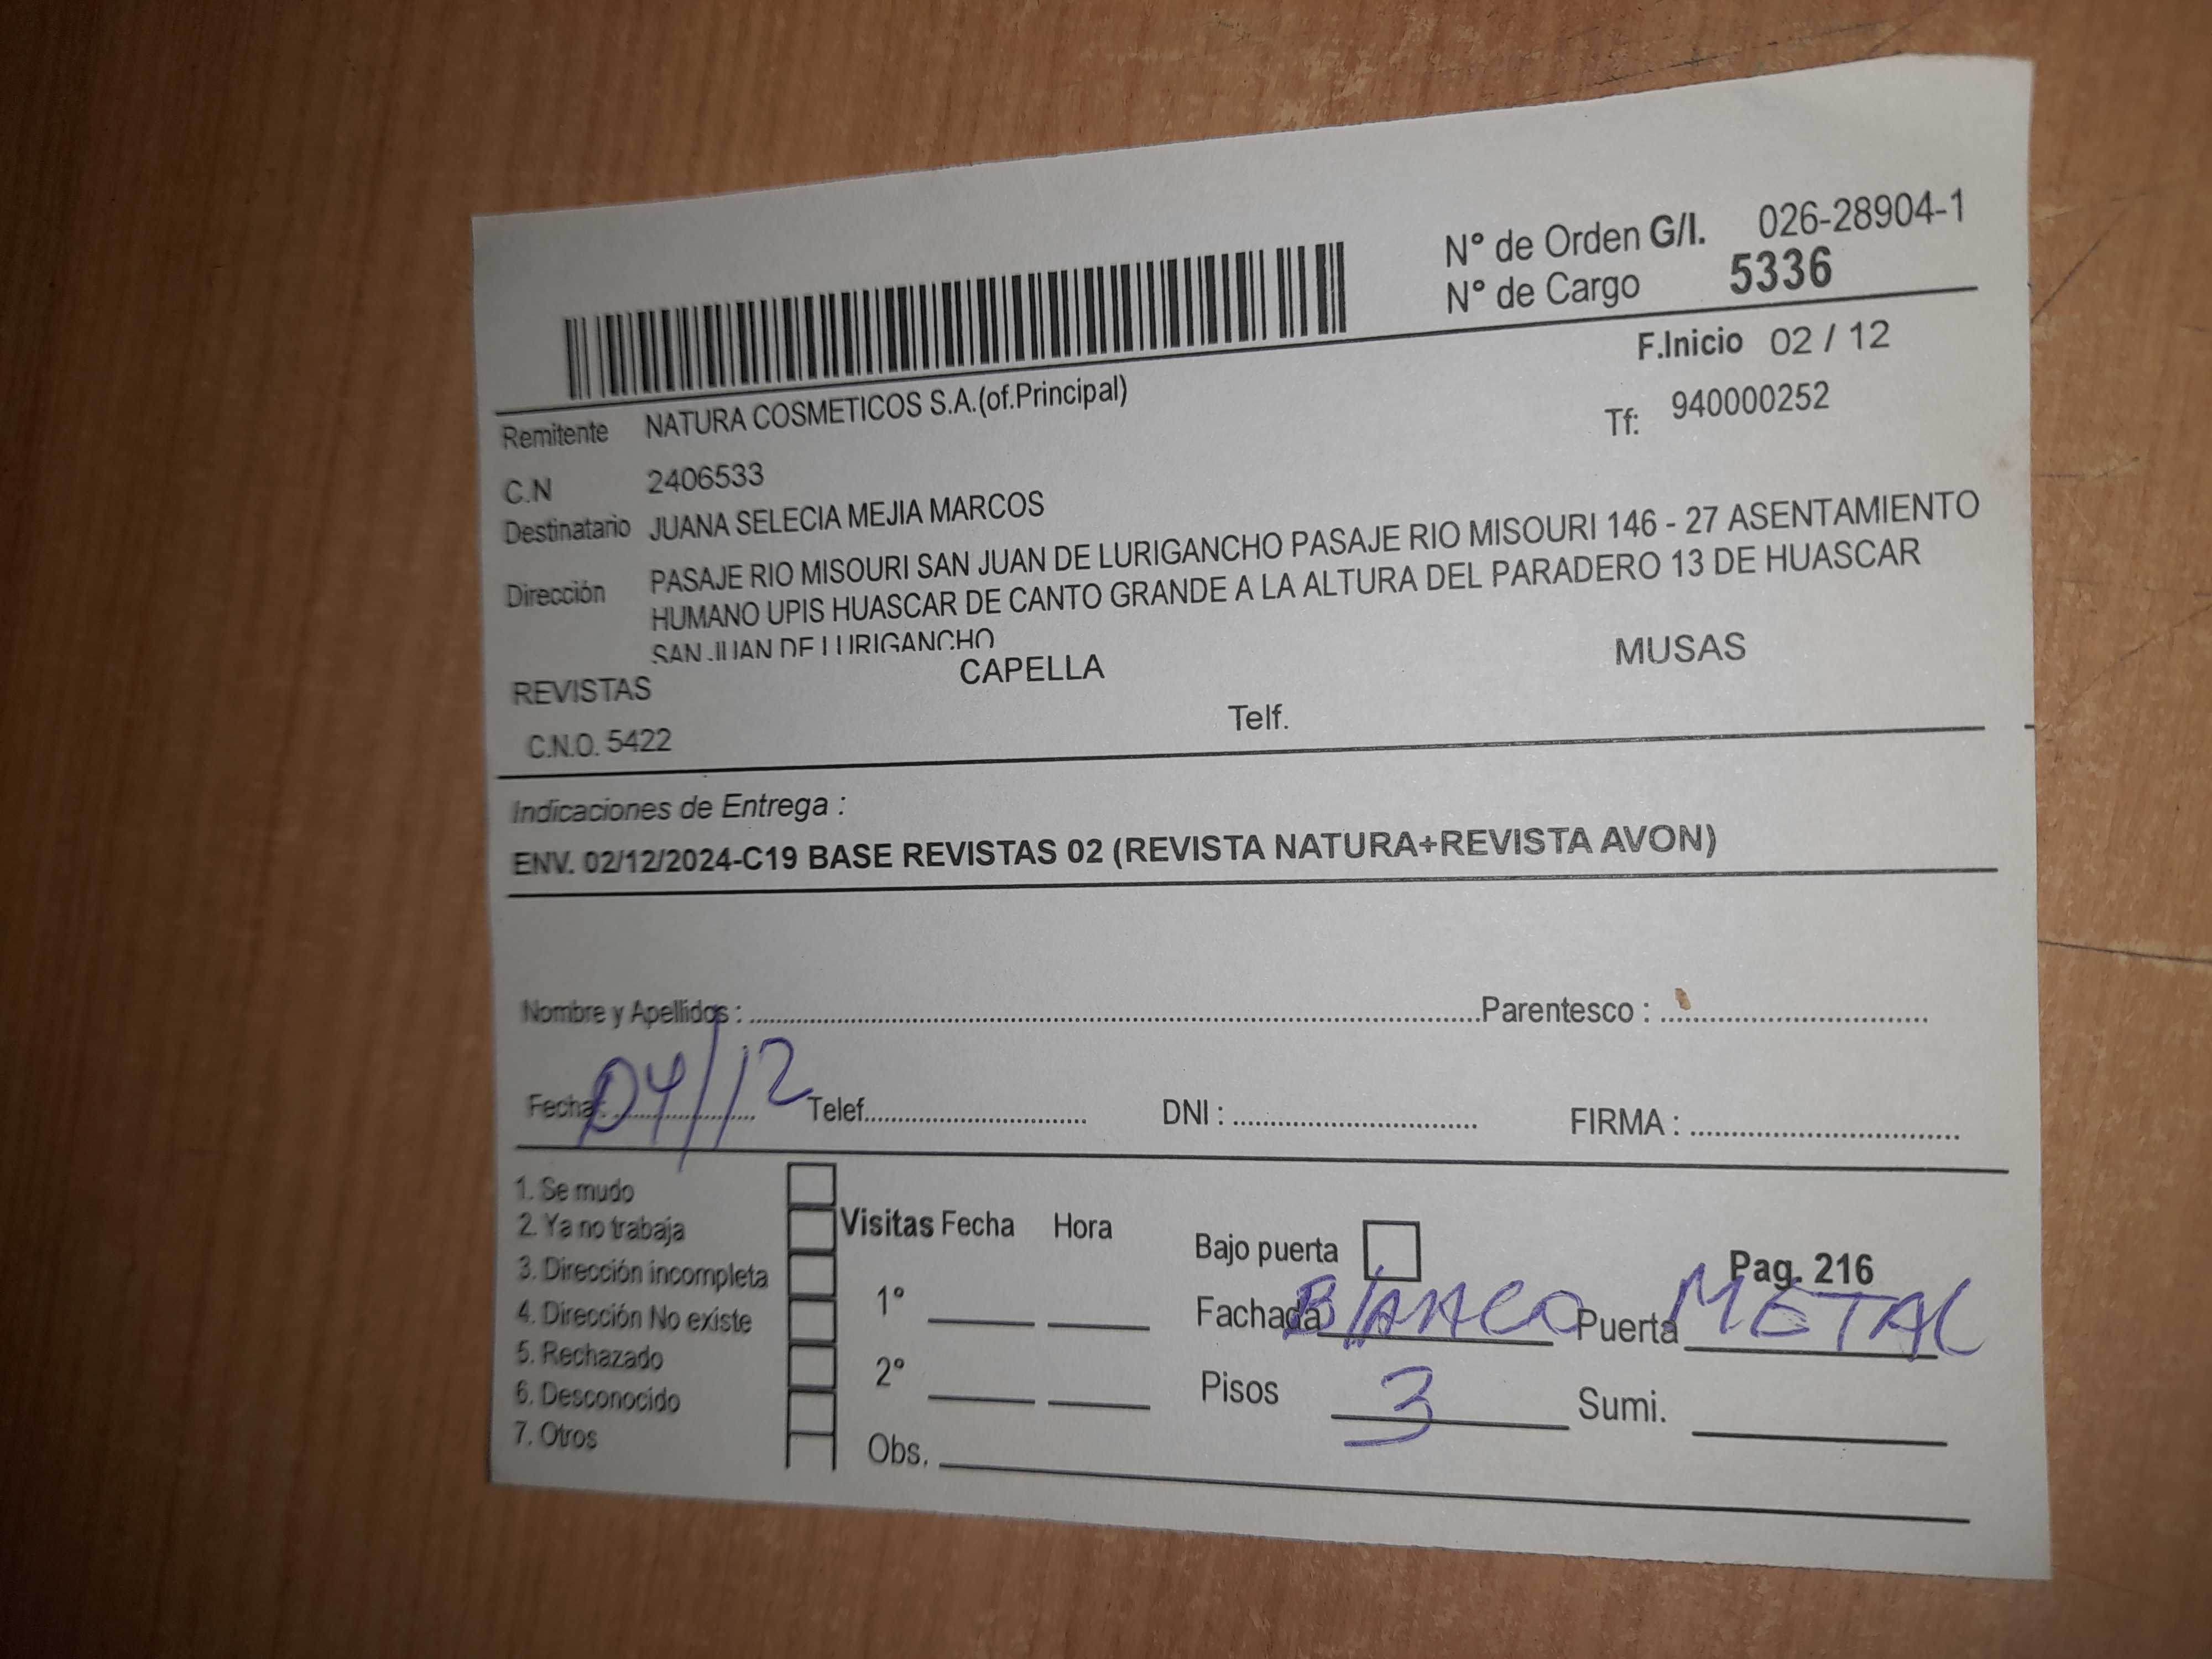 N° de Orden G/I. 026-28904-1
N° de Cargo 5336
F.Inicio 02 / 12
Remitente NATURA COSMETICOS S.A.(of.Principal)
Tf: 940000252
C.N 2406533
Destinatario JUANA SELECIA MEJIA MARCOS
Dirección PASAJE RIO MISOURI SAN JUAN DE LURIGANCHO PASAJE RIO MISOURI 146 - 27 ASENTAMIENTO
HUMANO UPIS HUASCAR DE CANTO GRANDE A LA ALTURA DEL PARADERO 13 DE HUASCAR
SAN JUAN DE LURIGANCHO
REVISTAS CAPELLA MUSAS
C.N.O. 5422 Telf.
Indicaciones de Entrega :
ENV. 02/12/2024-C19 BASE REVISTAS 02 (REVISTA NATURA+REVISTA AVON)
Nombre y Apellidos : Parentesco :
Fecha: 04/12 Telef. DNI : FIRMA :
1. Se mudo
2. Ya no trabaja
3. Dirección incompleta
4. Dirección No existe
5. Rechazado
6. Desconocido
7. Otros
Visitas Fecha Hora
1°
2°
Obs.
Bajo puerta Pag. 216
Fachada BLANCO Puerta METAL
Pisos 3 Sumi.